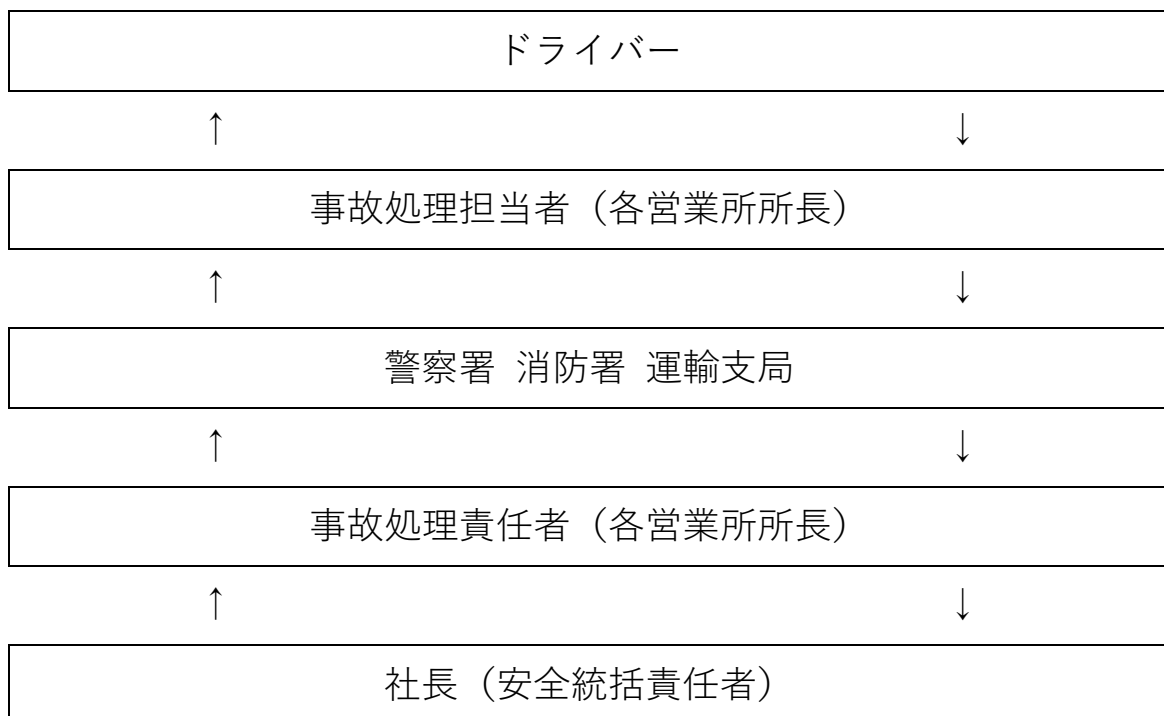 ドライバー
↑ ↓
事故処理担当者（各営業所所長）
↑ ↓
警察署 消防署 運輸支局
↑ ↓
事故処理責任者（各営業所所長）
↑ ↓
社長（安全統括責任者）